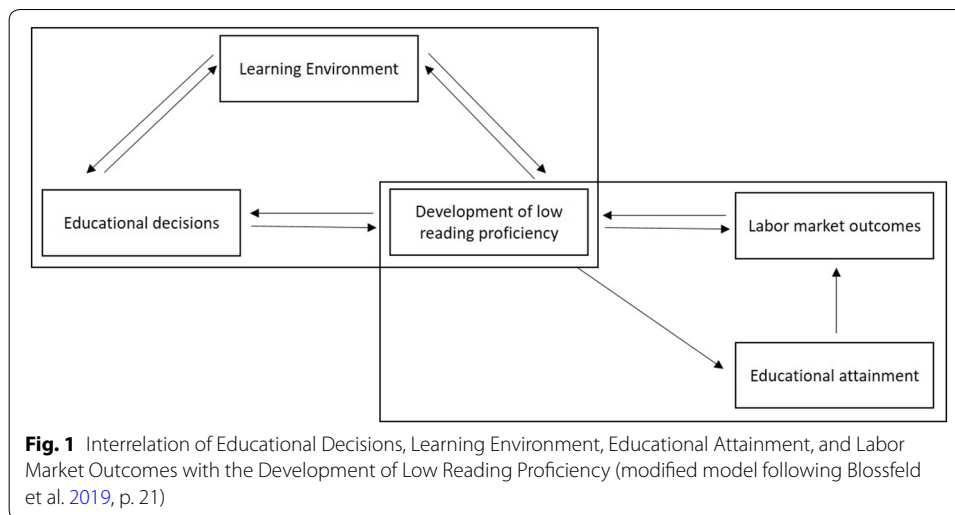 Learning Environment
Educational decisions
Development of low
reading proficiency
Labor market outcomes
Educational attainment
Fig. 1 Interrelation of Educational Decisions, Learning Environment, Educational Attainment, and Labor
Market Outcomes with the Development of Low Reading Proficiency (modified model following Blossfeld
et al. 2019, p. 21)